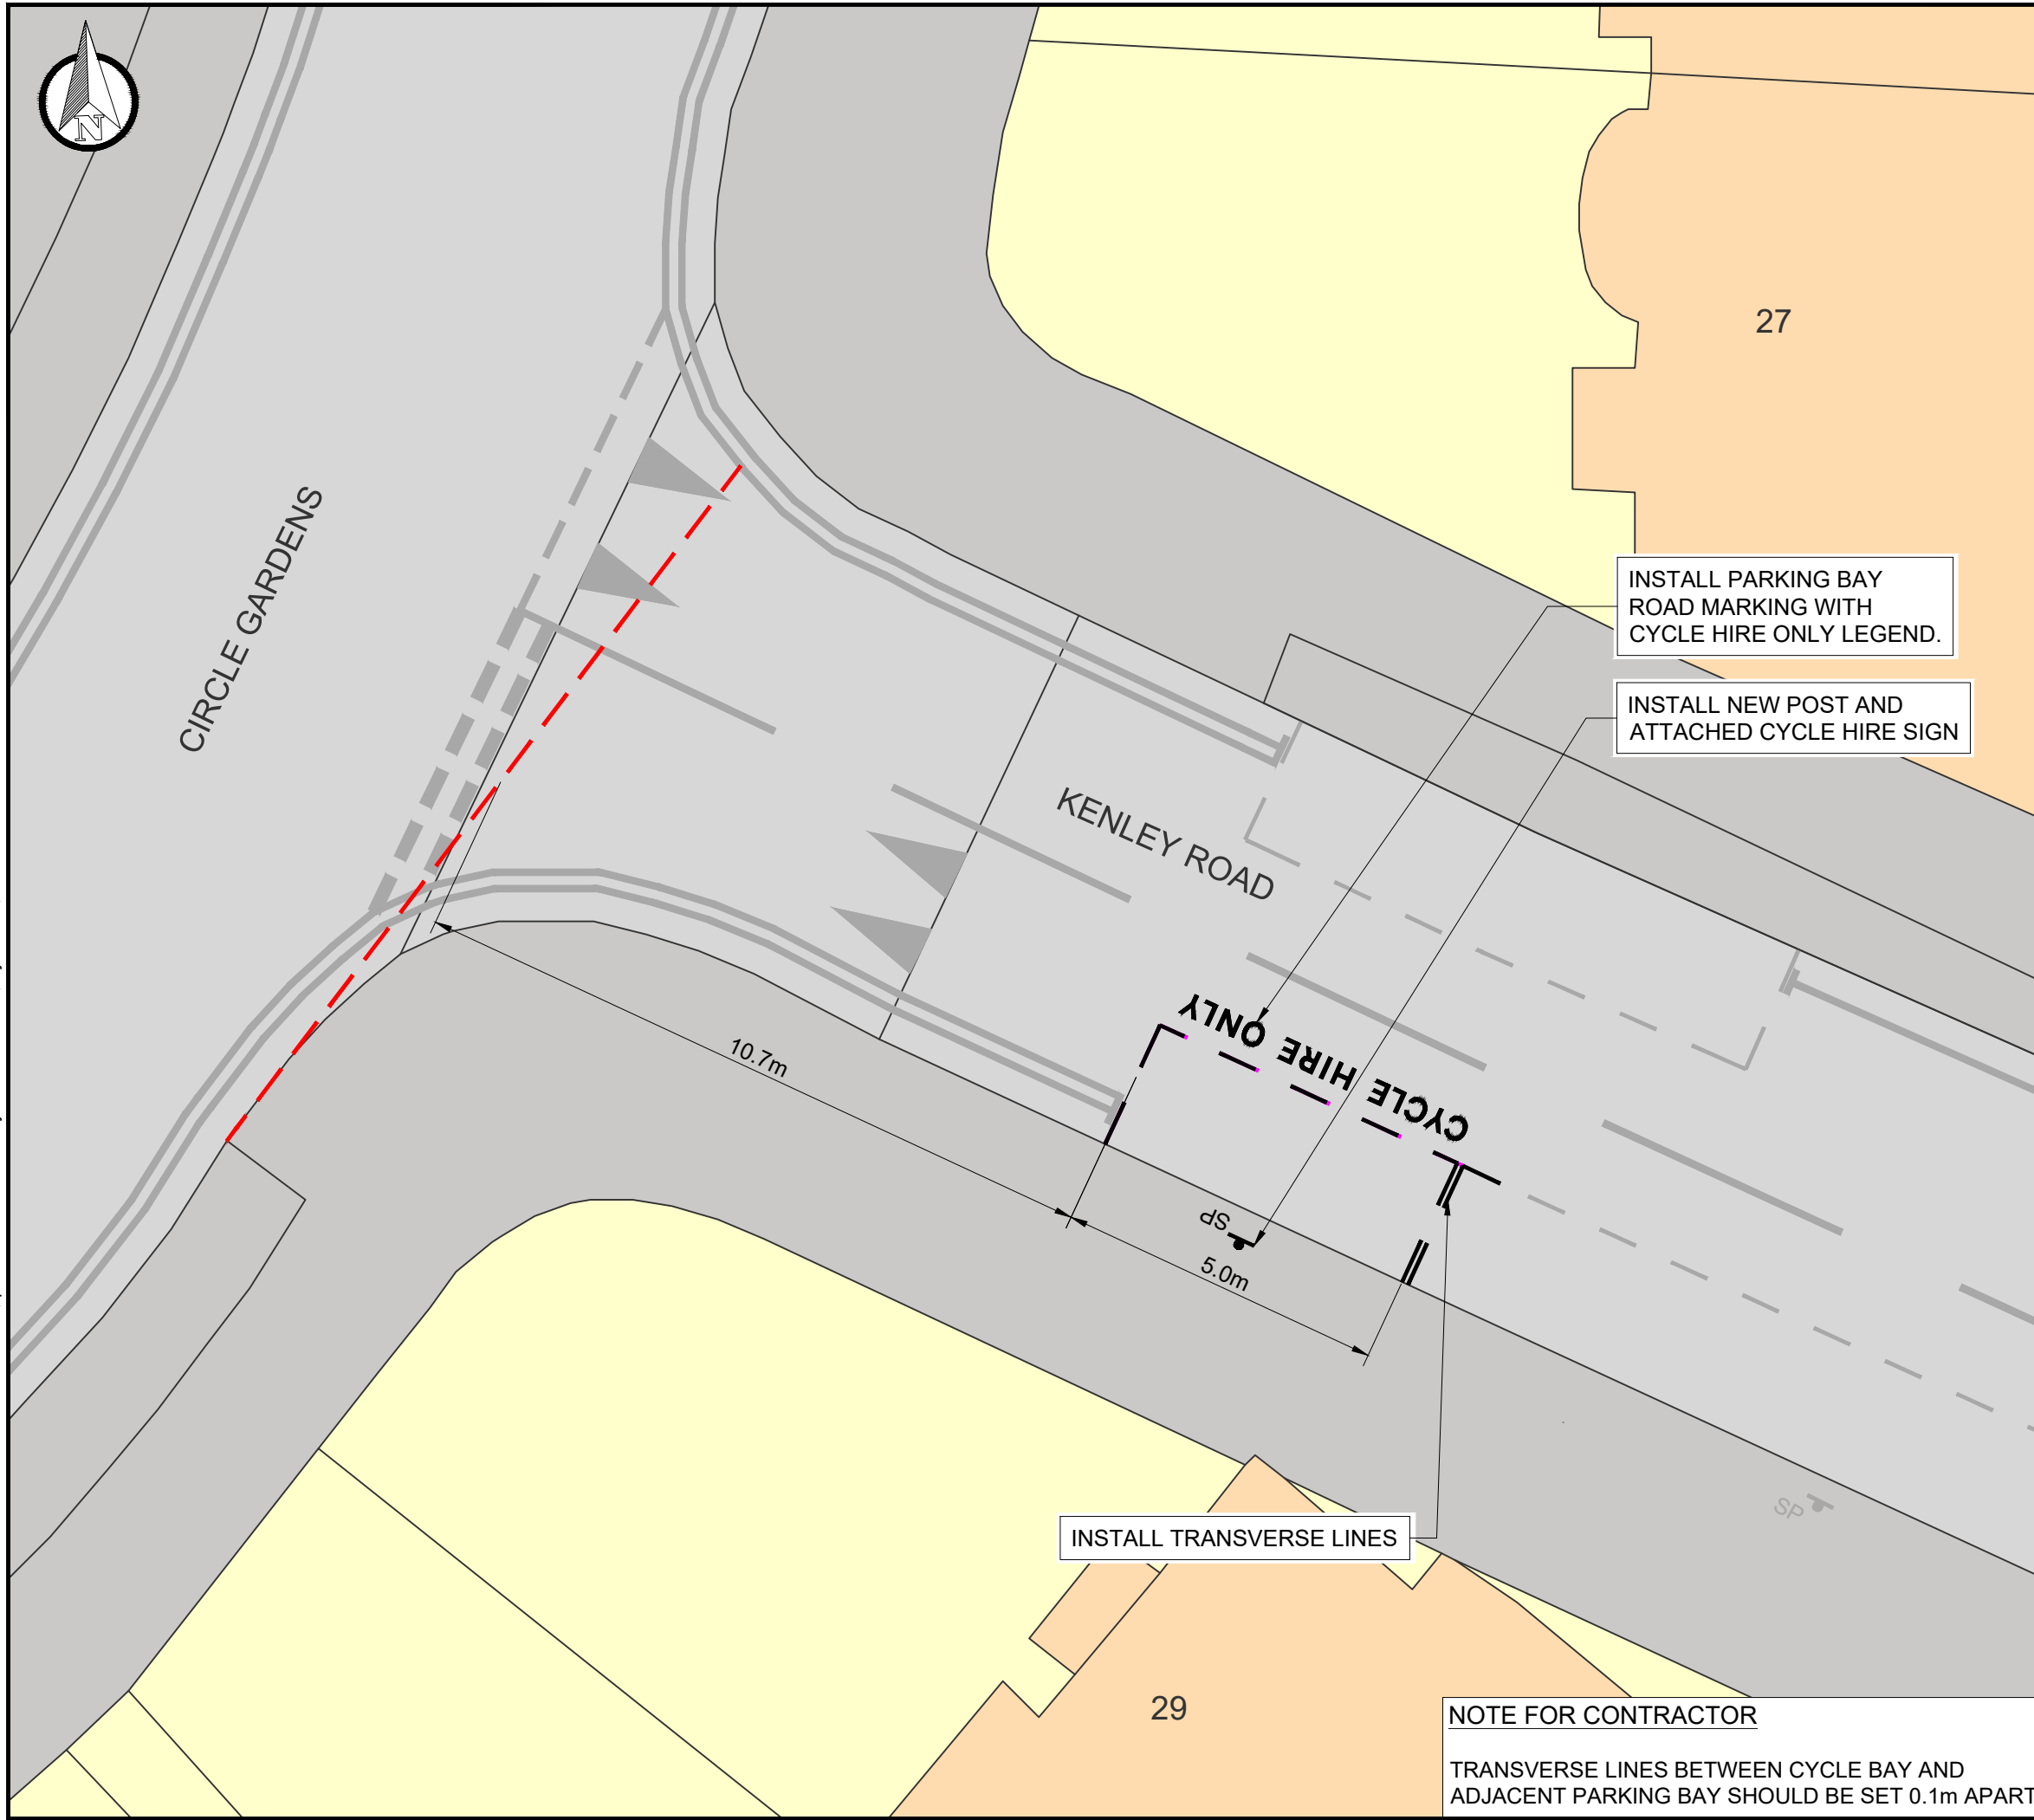 N
27
CIRCLE GARDENS
INSTALL PARKING BAY
ROAD MARKING WITH
CYCLE HIRE ONLY LEGEND.
INSTALL NEW POST AND
ATTACHED CYCLE HIRE SIGN
KENLEY ROAD
CYCLE HIRE ONLY
10.7m
SP
5.0m
SP
INSTALL TRANSVERSE LINES
29
NOTE FOR CONTRACTOR
TRANSVERSE LINES BETWEEN CYCLE BAY AND
ADJACENT PARKING BAY SHOULD BE SET 0.1m APART